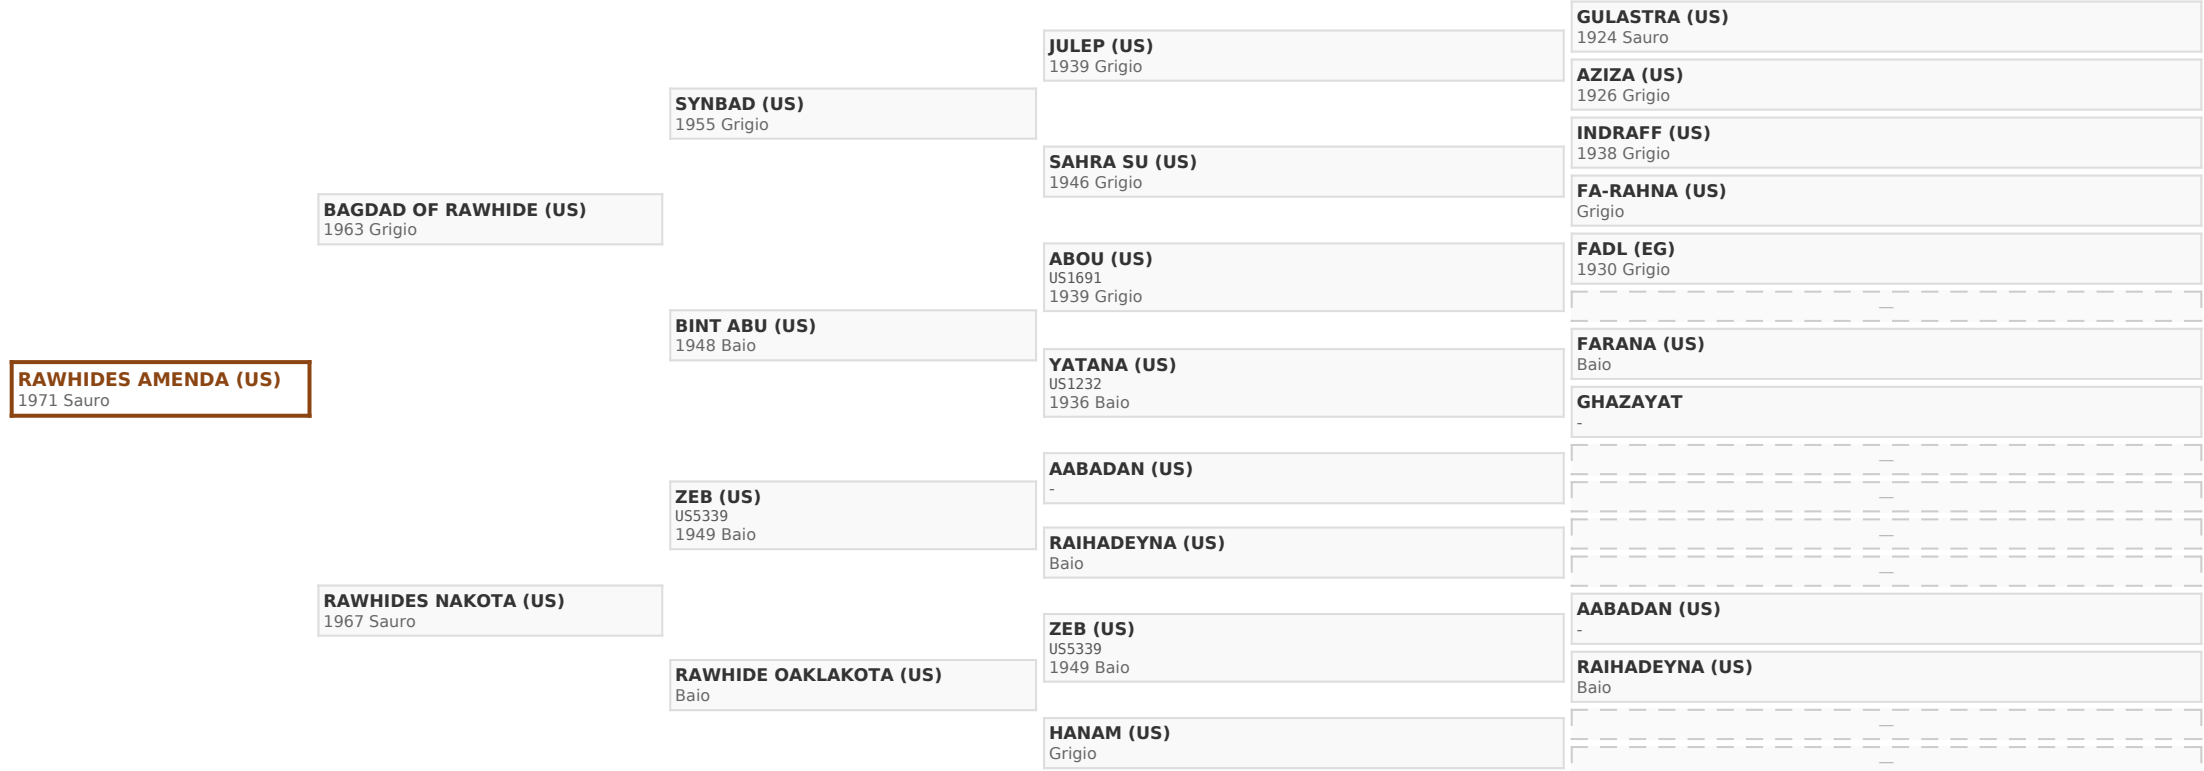 RAWHIDES AMENDA (US)
1971 Sauro
BAGDAD OF RAWHIDE (US)
1963 Grigio
RAWHIDES NAKOTA (US)
1967 Sauro
SYNBAD (US)
1955 Grigio
BINT ABU (US)
1948 Baio
ZEB (US)
US5339
1949 Baio
RAWHIDE OAKLAKOTA (US)
Baio
JULEP (US)
1939 Grigio
SAHRA SU (US)
1946 Grigio
ABOU (US)
US1691
1939 Grigio
YATANA (US)
US1232
1936 Baio
AABADAN (US)
-
RAIHADEYNA (US)
Baio
ZEB (US)
US5339
1949 Baio
HANAM (US)
Grigio
GULASTRA (US)
1924 Sauro
AZIZA (US)
1926 Grigio
INDRAFF (US)
1938 Grigio
FA-RAHNA (US)
Grigio
FADL (EG)
1930 Grigio
—
FARANA (US)
Baio
GHAZAYAT
-
—
—
—
—
AABADAN (US)
-
RAIHADEYNA (US)
Baio
—
—